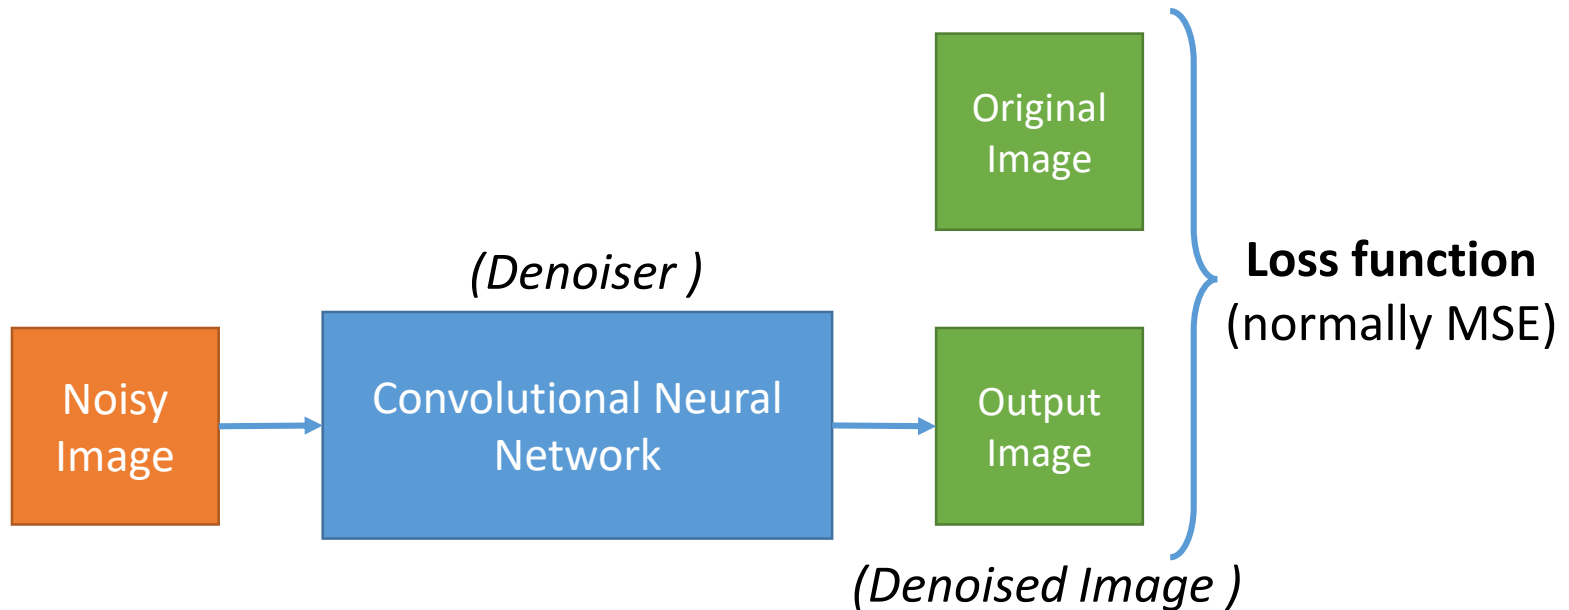 Original
Image
(Denoiser )
Loss function
(normally MSE)
Noisy
Image
Convolutional Neural
Network
Output
Image
(Denoised Image )